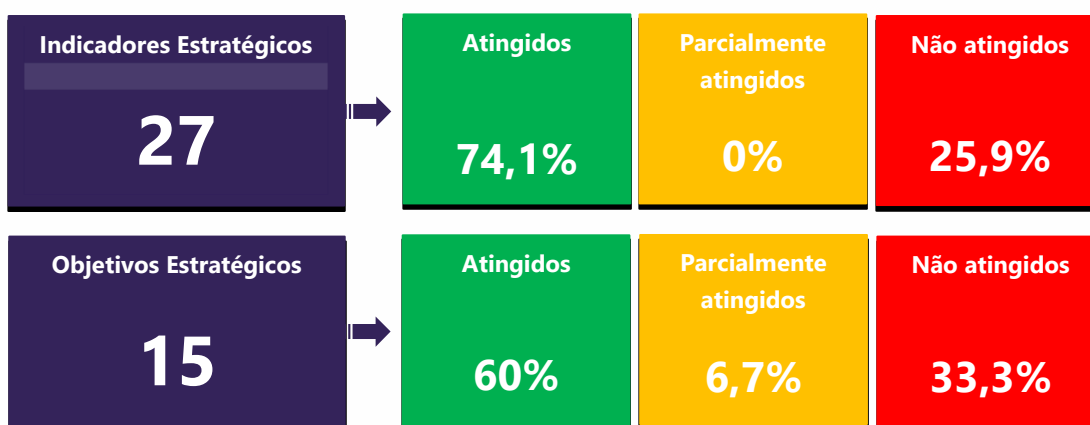 Indicadores Estratégicos
27
Atingidos
74,1%
Parcialmente
atingidos
0%
Não atingidos
25,9%
Objetivos Estratégicos
15
Atingidos
60%
Parcialmente
atingidos
6,7%
Não atingidos
33,3%